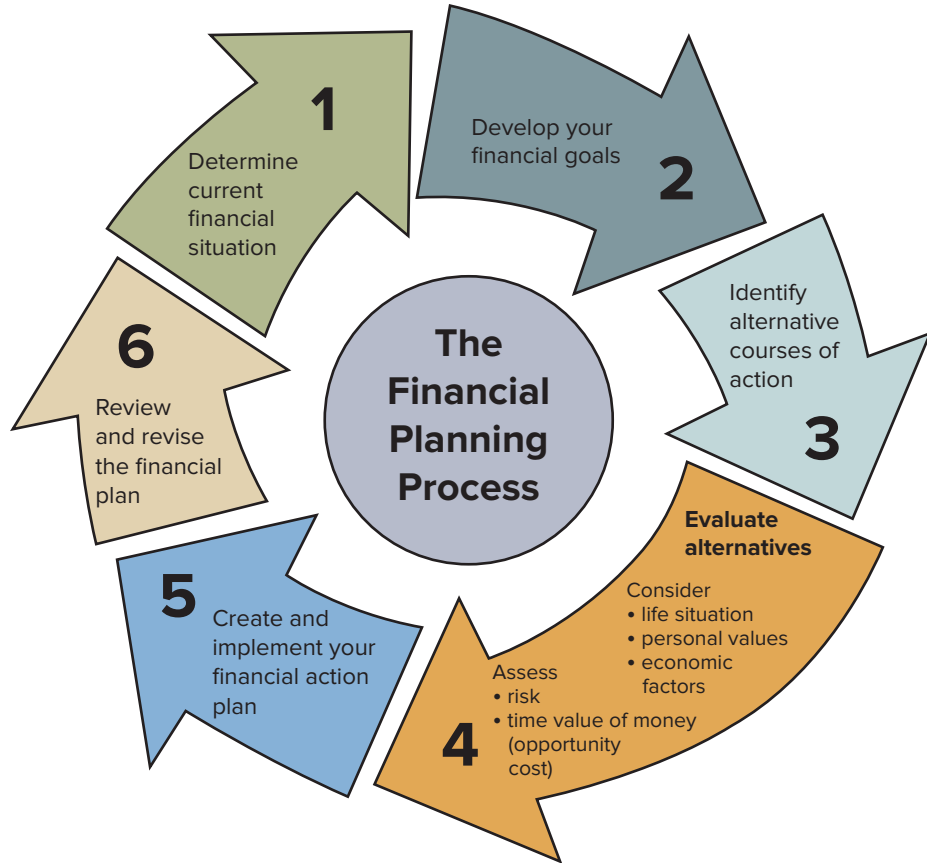 The
Financial
Planning
Process
1
Determine
current
financial
situation
2
Develop your
financial goals
3
Identify
alternative
courses of
action
4
Evaluate
alternatives
Consider
• life situation
• personal values
• economic
factors
Assess
• risk
• time value of money
(opportunity
cost)
5
Create and
implement your
financial action
plan
6
Review
and revise
the financial
plan